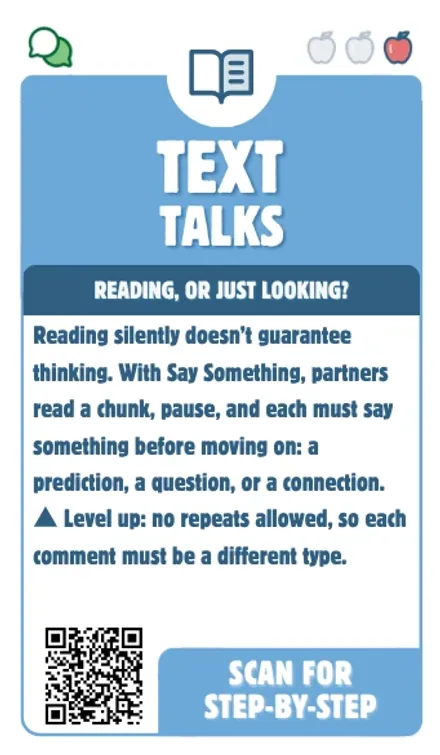 TEXT
TALKS
READING, OR JUST LOOKING?
Reading silently doesn't guarantee
thinking. With Say Something, partners
read a chunk, pause, and each must say
something before moving on: a
prediction, a question, or a connection.
▲ Level up: no repeats allowed, so each
comment must be a different type.
SCAN FOR
STEP-BY-STEP